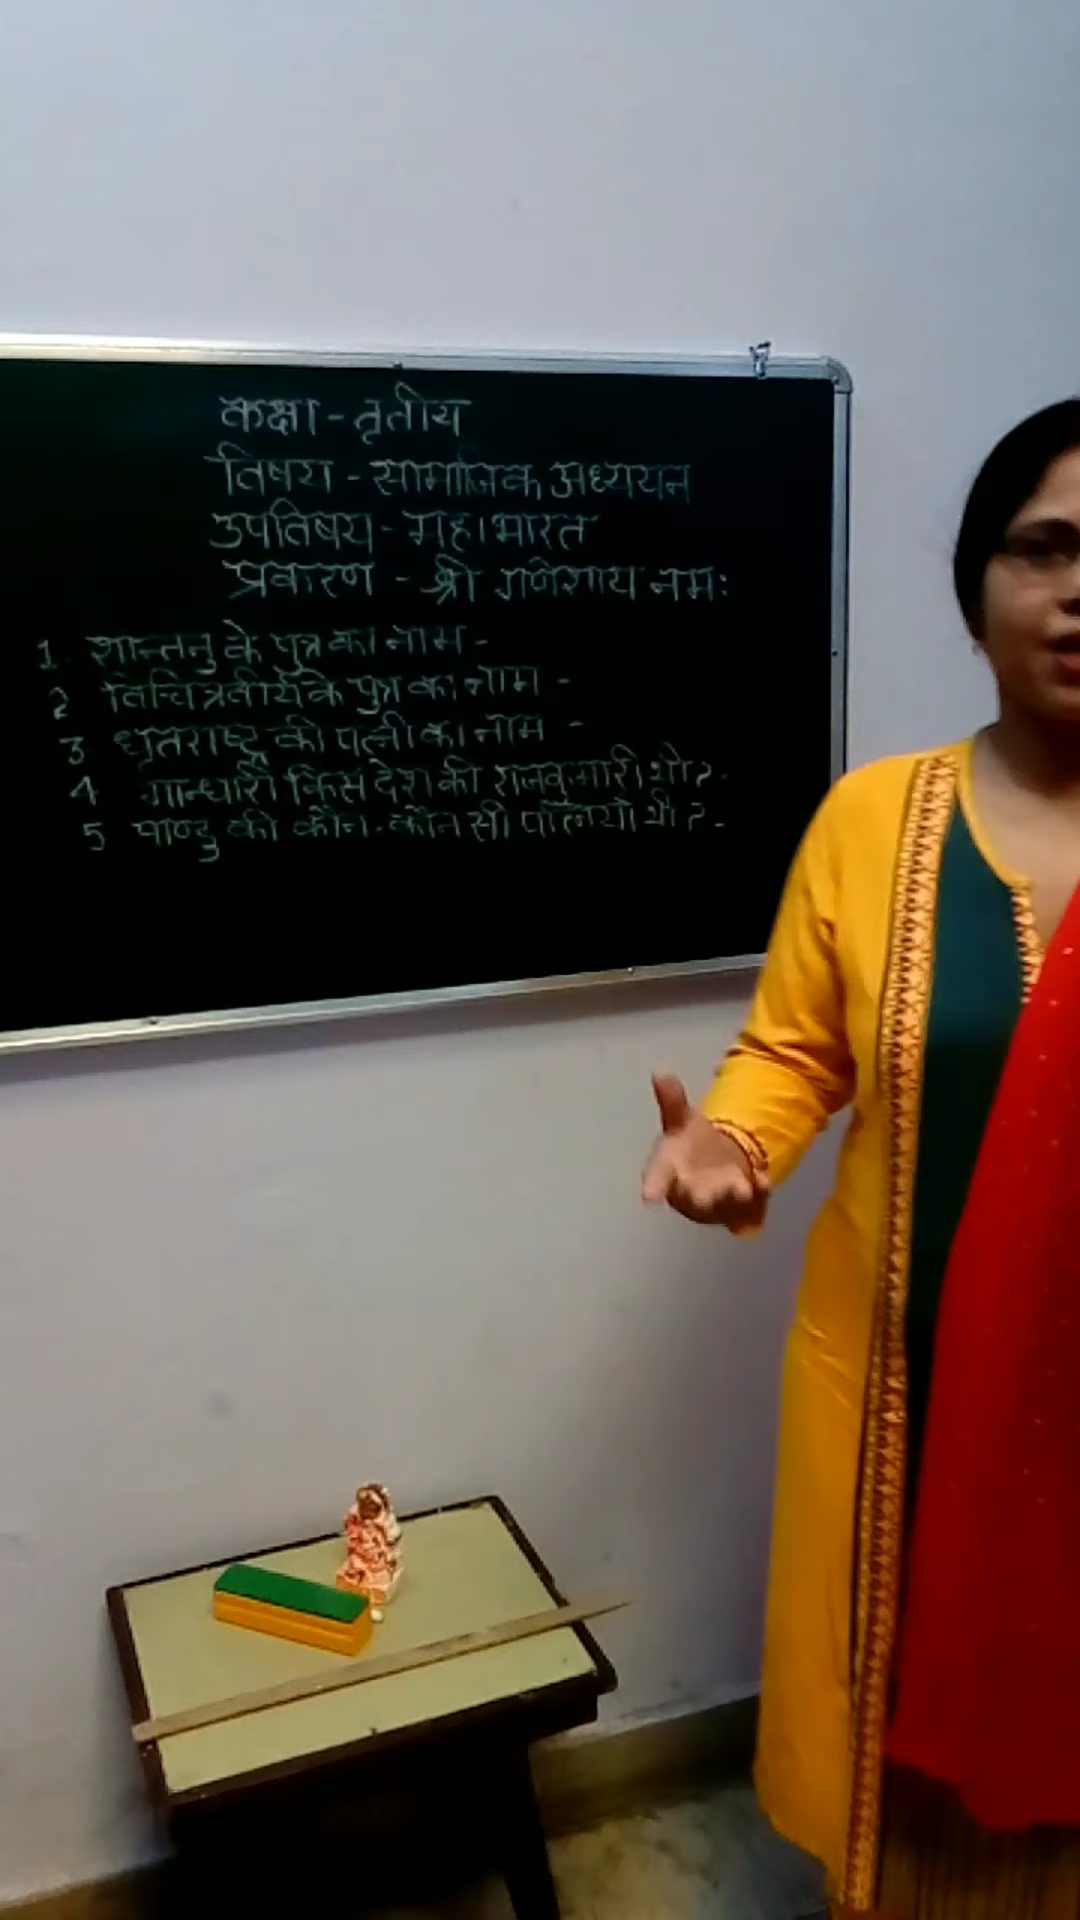 कक्षा - तृतीय
विषय - सामाजिक अध्ययन
उपविषय - महाभारत
प्रकरण - श्री गणेशाय नमः
1. शान्तनु के पुत्र का नाम -
2 विचित्रवीर्य के पुत्र का नाम -
3 धृतराष्ट्र की पत्नी का नाम -
4 गान्धारी किस देश की राजकुमारी थी ? -
5 पाण्डु की कौन-कौन सी पत्नियाँ थी ? -